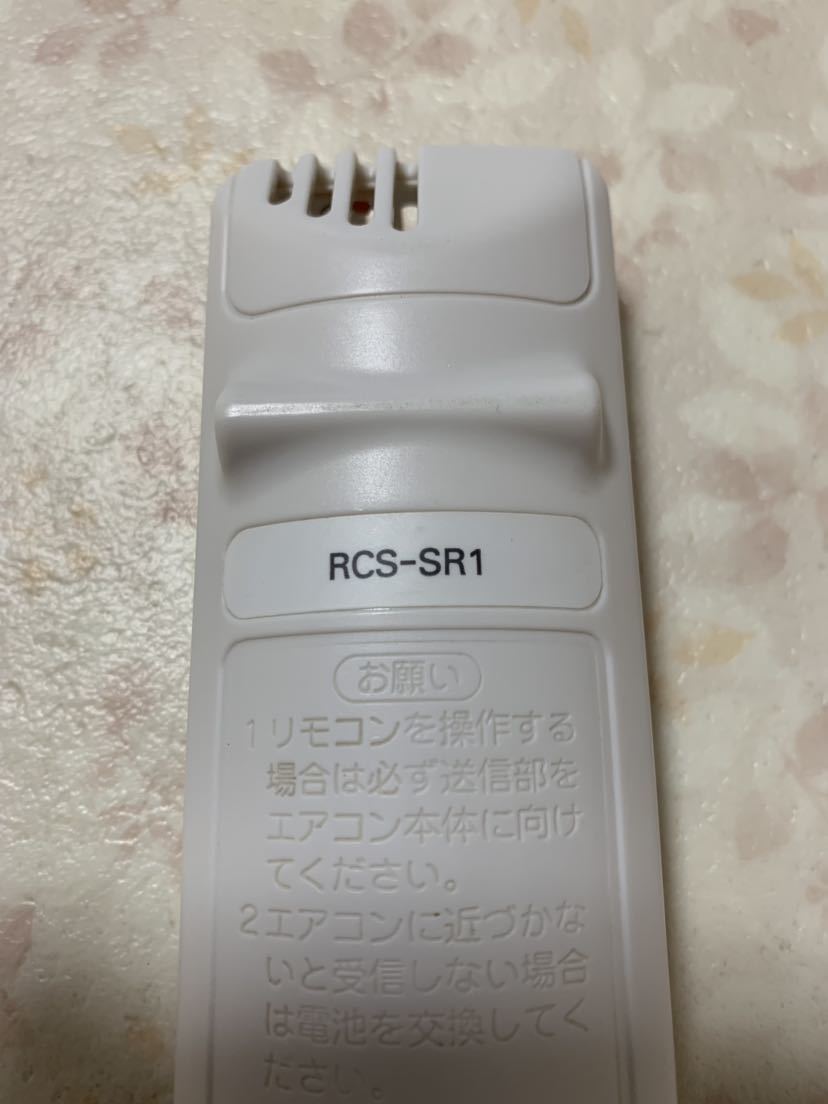 RCS-SR1
お願い
1リモコンを操作する
場合は必ず送信部を
エアコン本体に向け
てください。
2エアコンに近づかな
いと受信しない場合
は電池を交換してく
ださい。